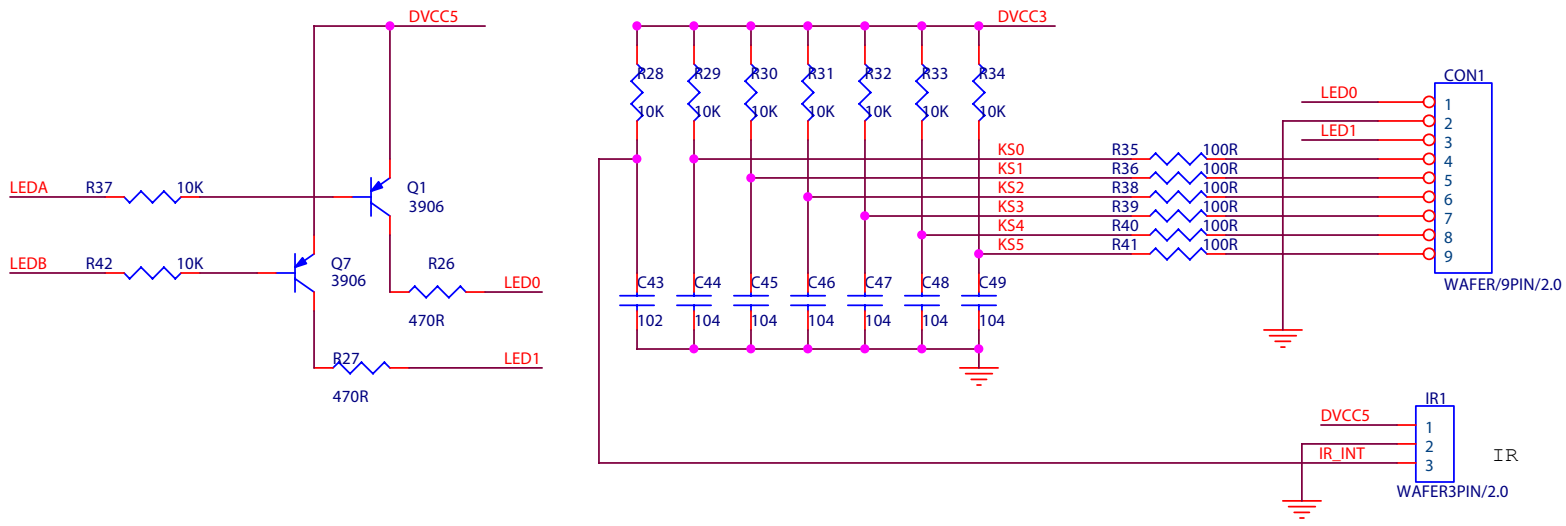 DVCC5
DVCC3
R28 R29 R30 R31 R32 R33 R34
10K 10K 10K 10K 10K 10K 10K
CON1
LED0 1
2
LED1 3
KS0 R35 100R 4
KS1 R36 100R 5
KS2 R38 100R 6
KS3 R39 100R 7
KS4 R40 100R 8
KS5 R41 100R 9
WAFER/9PIN/2.0
LEDA R37 10K Q1
3906
LEDB R42 10K Q7
3906
R26 LED0
470R
R27 LED1
470R
C43 C44 C45 C46 C47 C48 C49
102 104 104 104 104 104 104
IR1
DVCC5 1
2
IR_INT 3
IR
WAFER3PIN/2.0